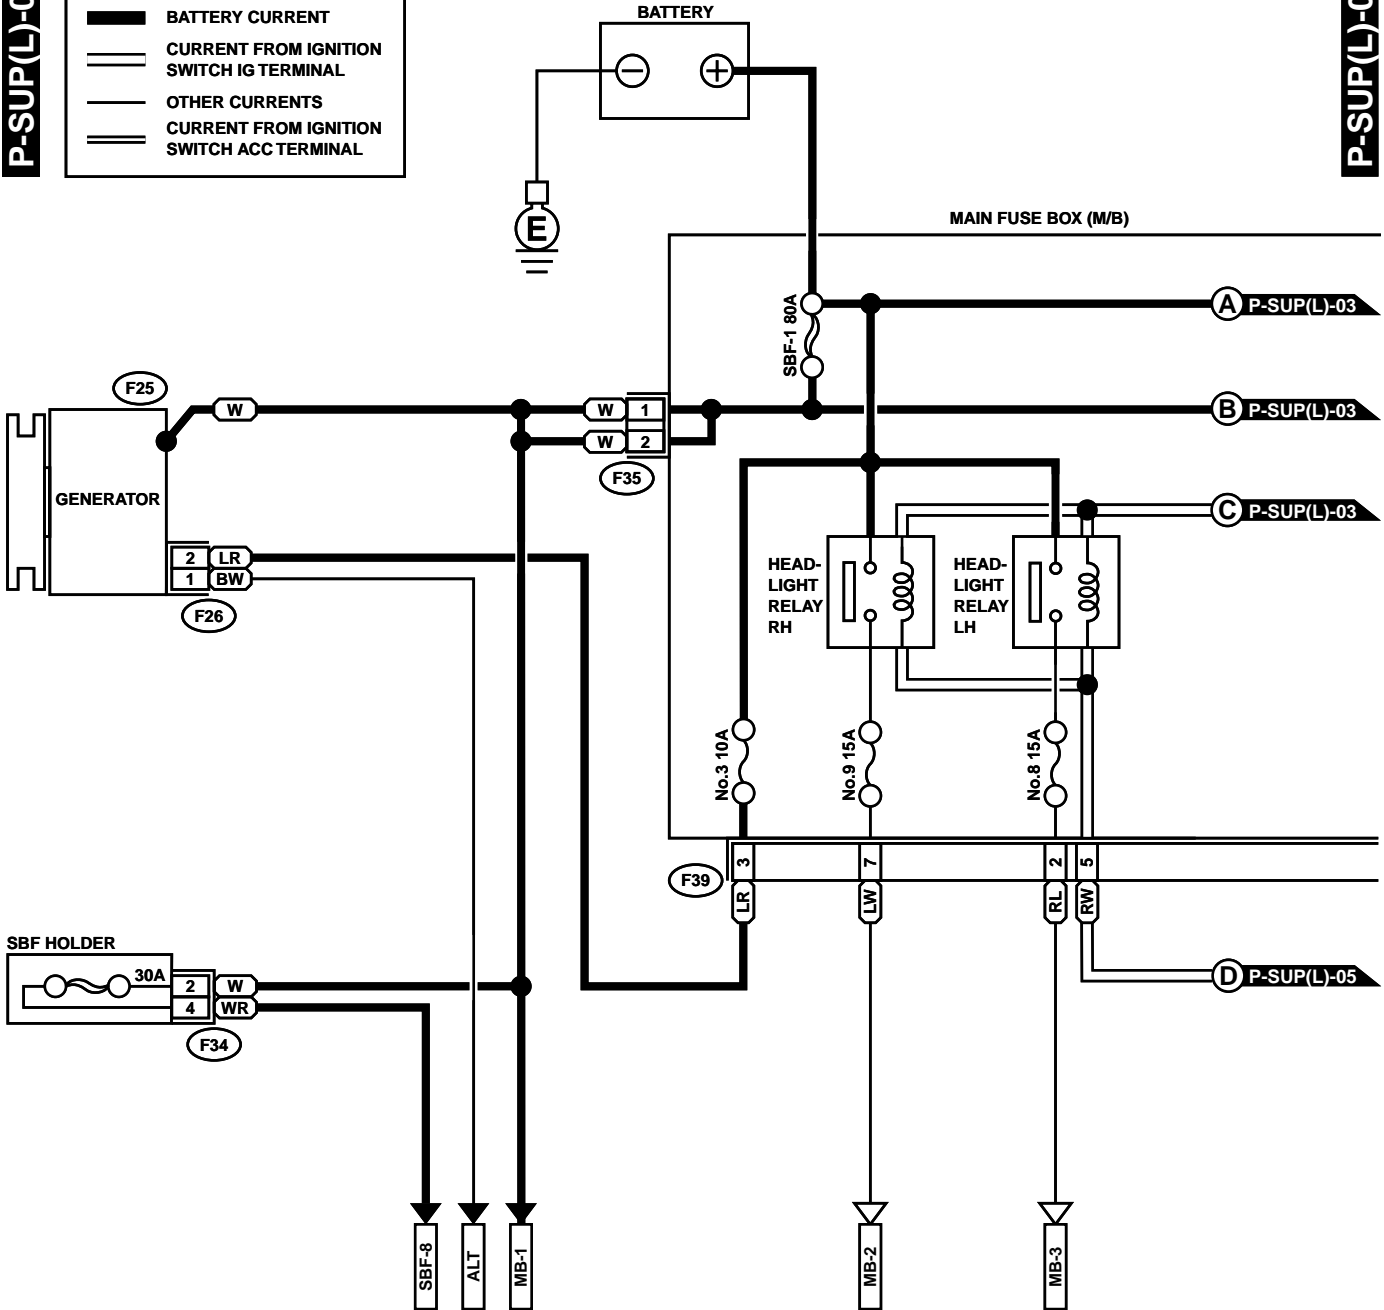 P-SUP(L)-0
BATTERY CURRENT
CURRENT FROM IGNITION
SWITCH IG TERMINAL
OTHER CURRENTS
CURRENT FROM IGNITION
SWITCH ACC TERMINAL
BATTERY
P-SUP(L)-0
− +
E
MAIN FUSE BOX (M/B)
SBF-1 80A
A P-SUP(L)-03
F25
W
W 1
B P-SUP(L)-03
W 2
F35
GENERATOR
C P-SUP(L)-03
2 LR
1 BW
F26
HEAD-
LIGHT
RELAY
RH
HEAD-
LIGHT
RELAY
LH
No.3 10A
No.9 15A
No.8 15A
F39
3
7
2
5
LR
LW
RL
RW
SBF HOLDER
30A
2 W
4 WR
F34
D P-SUP(L)-05
SBF-8
ALT
MB-1
MB-2
MB-3